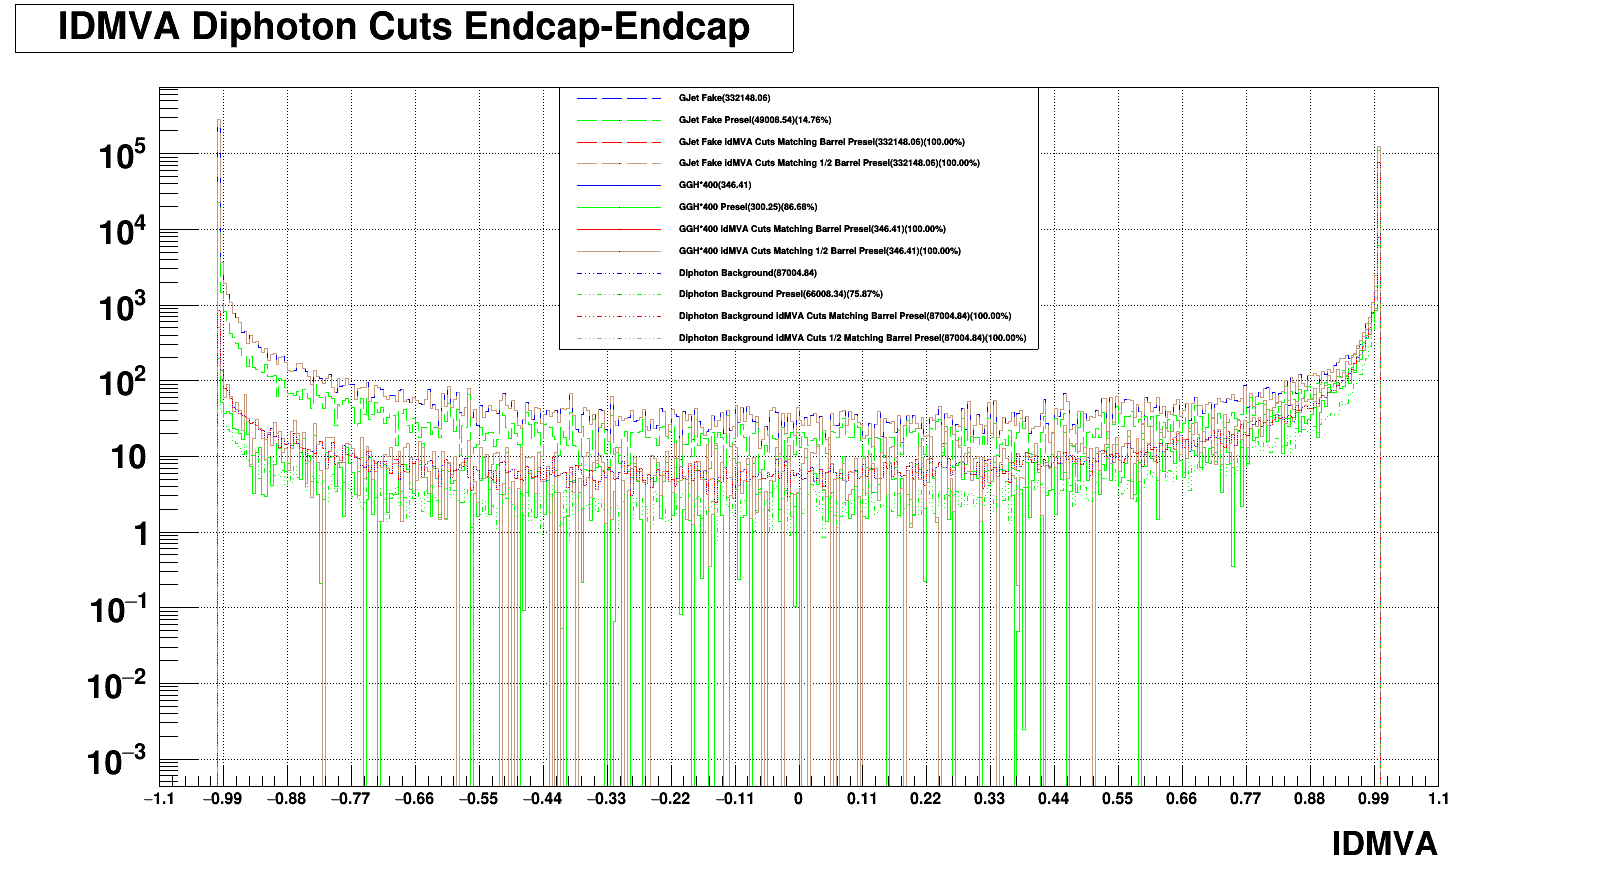 IDMVA Diphoton Cuts Endcap-Endcap
GJet Fake(332148.06)
GJet Fake Presel(49008.54)(14.76%)
GJet Fake idMVA Cuts Matching Barrel Presel(332148.06)(100.00%)
GJet Fake idMVA Cuts Matching 1/2 Barrel Presel(332148.06)(100.00%)
GGH*400(346.41)
GGH*400 Presel(300.25)(86.68%)
GGH*400 idMVA Cuts Matching Barrel Presel(346.41)(100.00%)
GGH*400 idMVA Cuts Matching 1/2 Barrel Presel(346.41)(100.00%)
Diphoton Background(87004.84)
Diphoton Background Presel(66008.34)(75.87%)
Diphoton Background idMVA Cuts Matching Barrel Presel(87004.84)(100.00%)
Diphoton Background idMVA Cuts 1/2 Matching Barrel Presel(87004.84)(100.00%)
10^5
10^4
10^3
10^2
10
1
10^−1
10^−2
10^−3
−1.1 −0.99 −0.88 −0.77 −0.66 −0.55 −0.44 −0.33 −0.22 −0.11 0 0.11 0.22 0.33 0.44 0.55 0.66 0.77 0.88 0.99 1.1
IDMVA